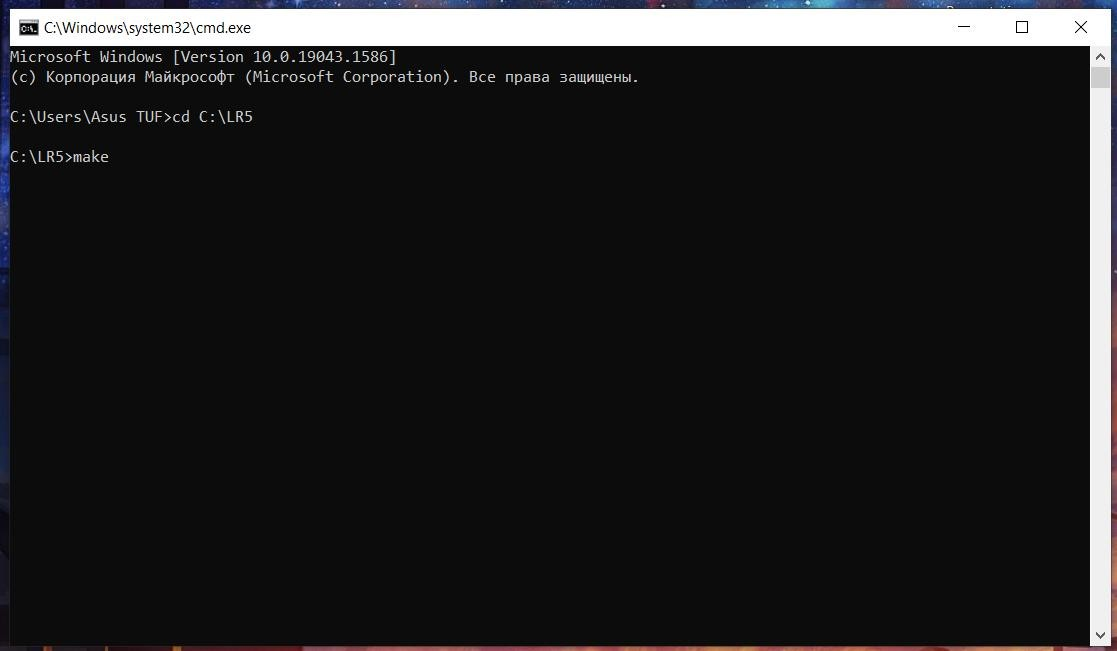 C:\Windows\system32\cmd.exe
Microsoft Windows [Version 10.0.19043.1586]
(c) Корпорация Майкрософт (Microsoft Corporation). Все права защищены.
C:\Users\Asus TUF>cd C:\LR5
C:\LR5>make